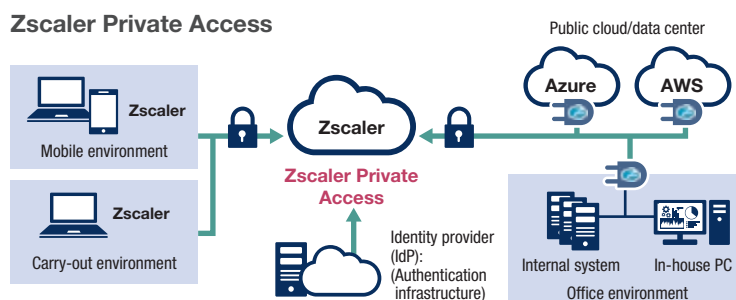 Zscaler Private Access
Public cloud/data center
Zscaler
Mobile environment
Zscaler
Carry-out environment
Zscaler
Zscaler Private
Access
Identity provider
(IdP):
(Authentication
infrastructure)
Azure
AWS
Internal system
In-house PC
Office environment